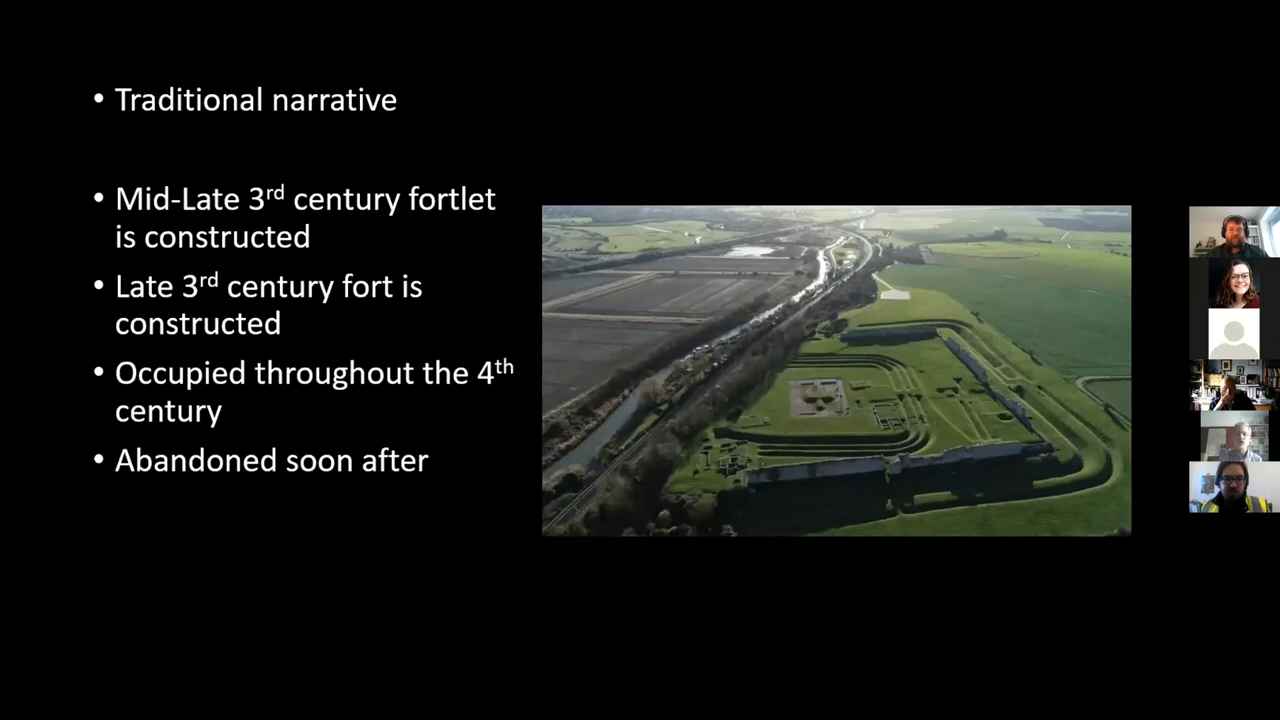 • Traditional narrative
• Mid-Late 3rd century fortlet
is constructed
• Late 3rd century fort is
constructed
• Occupied throughout the 4th
century
• Abandoned soon after